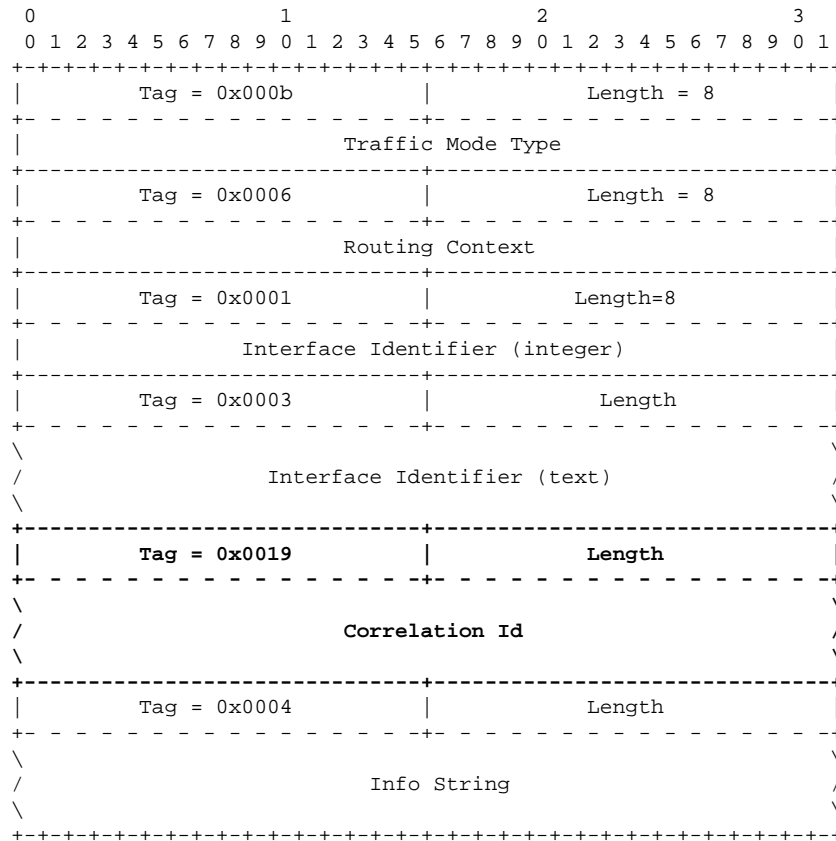 0                   1                   2                   3
 0 1 2 3 4 5 6 7 8 9 0 1 2 3 4 5 6 7 8 9 0 1 2 3 4 5 6 7 8 9 0 1
+-+-+-+-+-+-+-+-+-+-+-+-+-+-+-+-+-+-+-+-+-+-+-+-+-+-+-+-+-+-+-+-+
|         Tag = 0x000b          |            Length = 8         |
+- - - - - - - - - - - - - - - -+- - - - - - - - - - - - - - - -+
|                         Traffic Mode Type                     |
+-------------------------------+-------------------------------+
|         Tag = 0x0006          |            Length = 8         |
+- - - - - - - - - - - - - - - -+- - - - - - - - - - - - - - - -+
|                         Routing Context                       |
+-------------------------------+-------------------------------+
|         Tag = 0x0001          |           Length=8            |
+- - - - - - - - - - - - - - - -+- - - - - - - - - - - - - - - -+
|                 Interface Identifier (integer)                |
+-------------------------------+-------------------------------+
|         Tag = 0x0003          |             Length            |
+- - - - - - - - - - - - - - - -+- - - - - - - - - - - - - - - -+
\                                                               \
/                   Interface Identifier (text)                 /
\                                                               \
+-------------------------------+-------------------------------+
|         Tag = 0x0019          |            Length             |
+- - - - - - - - - - - - - - - -+- - - - - - - - - - - - - - - -+
\                                                               \
/                         Correlation Id                        /
\                                                               \
+-------------------------------+-------------------------------+
|         Tag = 0x0004          |            Length             |
+- - - - - - - - - - - - - - - -+- - - - - - - - - - - - - - - -+
\                                                               \
/                           Info String                         /
\                                                               \
+-+-+-+-+-+-+-+-+-+-+-+-+-+-+-+-+-+-+-+-+-+-+-+-+-+-+-+-+-+-+-+-+